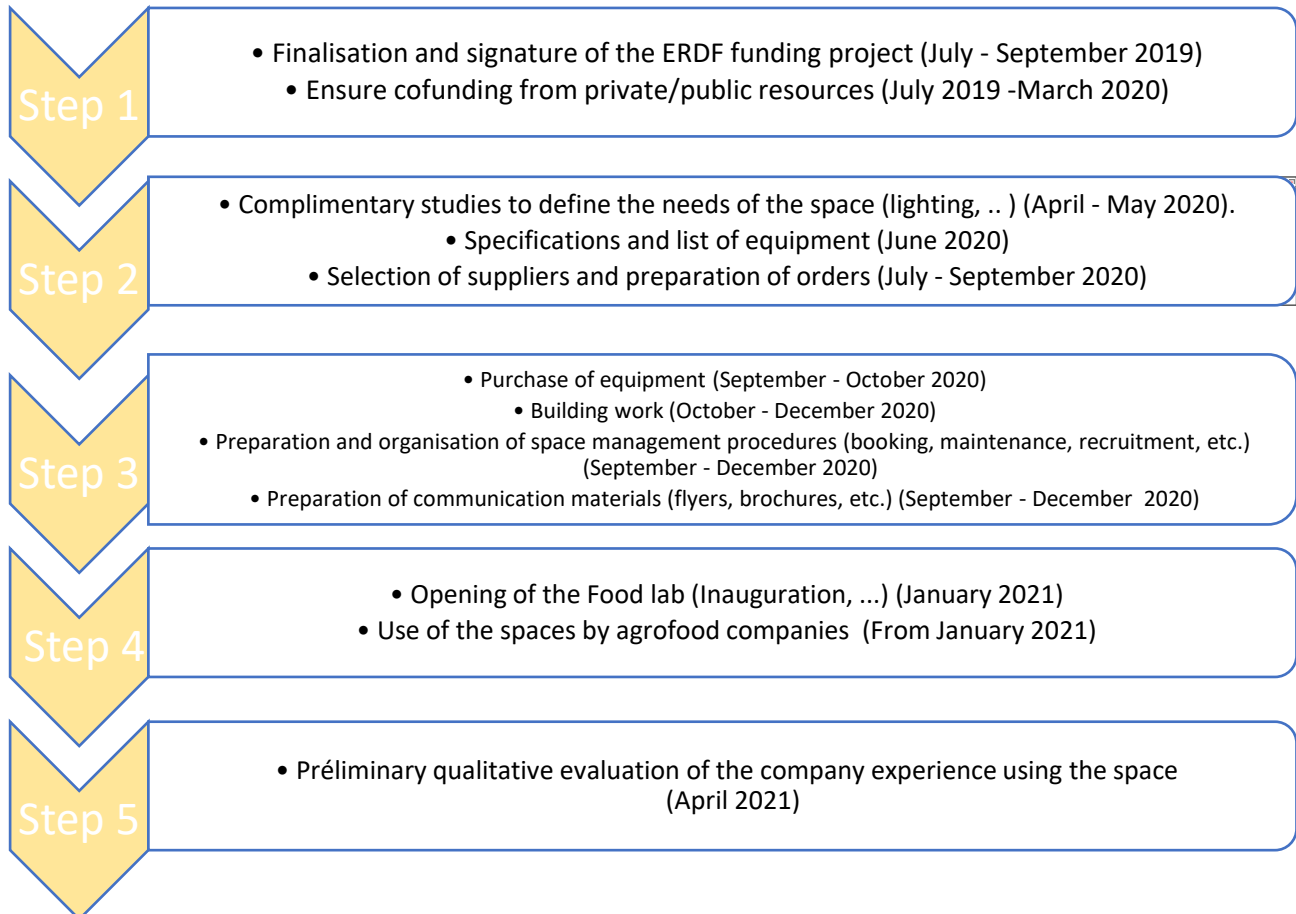 Step 1
• Finalisation and signature of the ERDF funding project (July - September 2019)
• Ensure cofunding from private/public resources (July 2019 -March 2020)
Step 2
• Complimentary studies to define the needs of the space (lighting, .. ) (April - May 2020).
• Specifications and list of equipment (June 2020)
• Selection of suppliers and preparation of orders (July - September 2020)
Step 3
• Purchase of equipment (September - October 2020)
• Building work (October - December 2020)
• Preparation and organisation of space management procedures (booking, maintenance, recruitment, etc.)
(September - December 2020)
• Preparation of communication materials (flyers, brochures, etc.) (September - December  2020)
Step 4
• Opening of the Food lab (Inauguration, ...) (January 2021)
• Use of the spaces by agrofood companies  (From January 2021)
Step 5
• Préliminary qualitative evaluation of the company experience using the space
(April 2021)